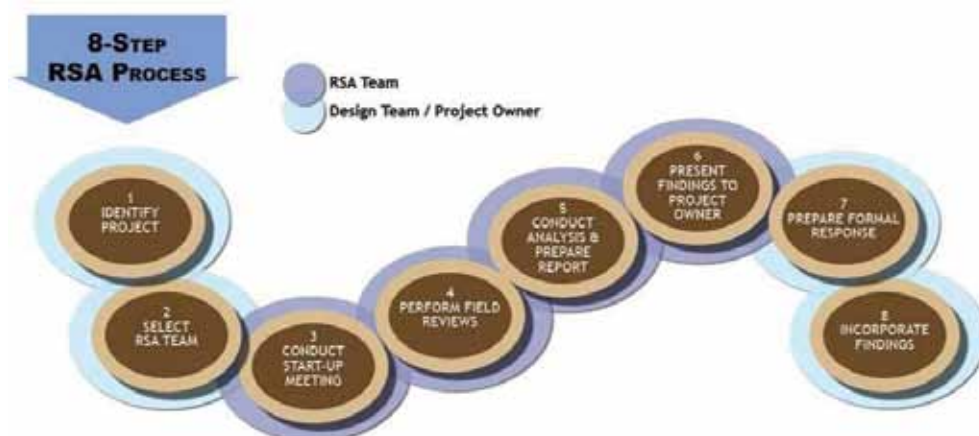 8-STEP
RSA PROCESS
RSA Team
Design Team / Project Owner
1
IDENTIFY
PROJECT
2
SELECT
RSA TEAM
3
CONDUCT
START-UP
MEETING
4
PERFORM FIELD
REVIEWS
5
CONDUCT
ANALYSIS &
PREPARE
REPORT
6
PRESENT
FINDINGS TO
PROJECT
OWNER
7
PREPARE FORMAL
RESPONSE
8
INCORPORATE
FINDINGS